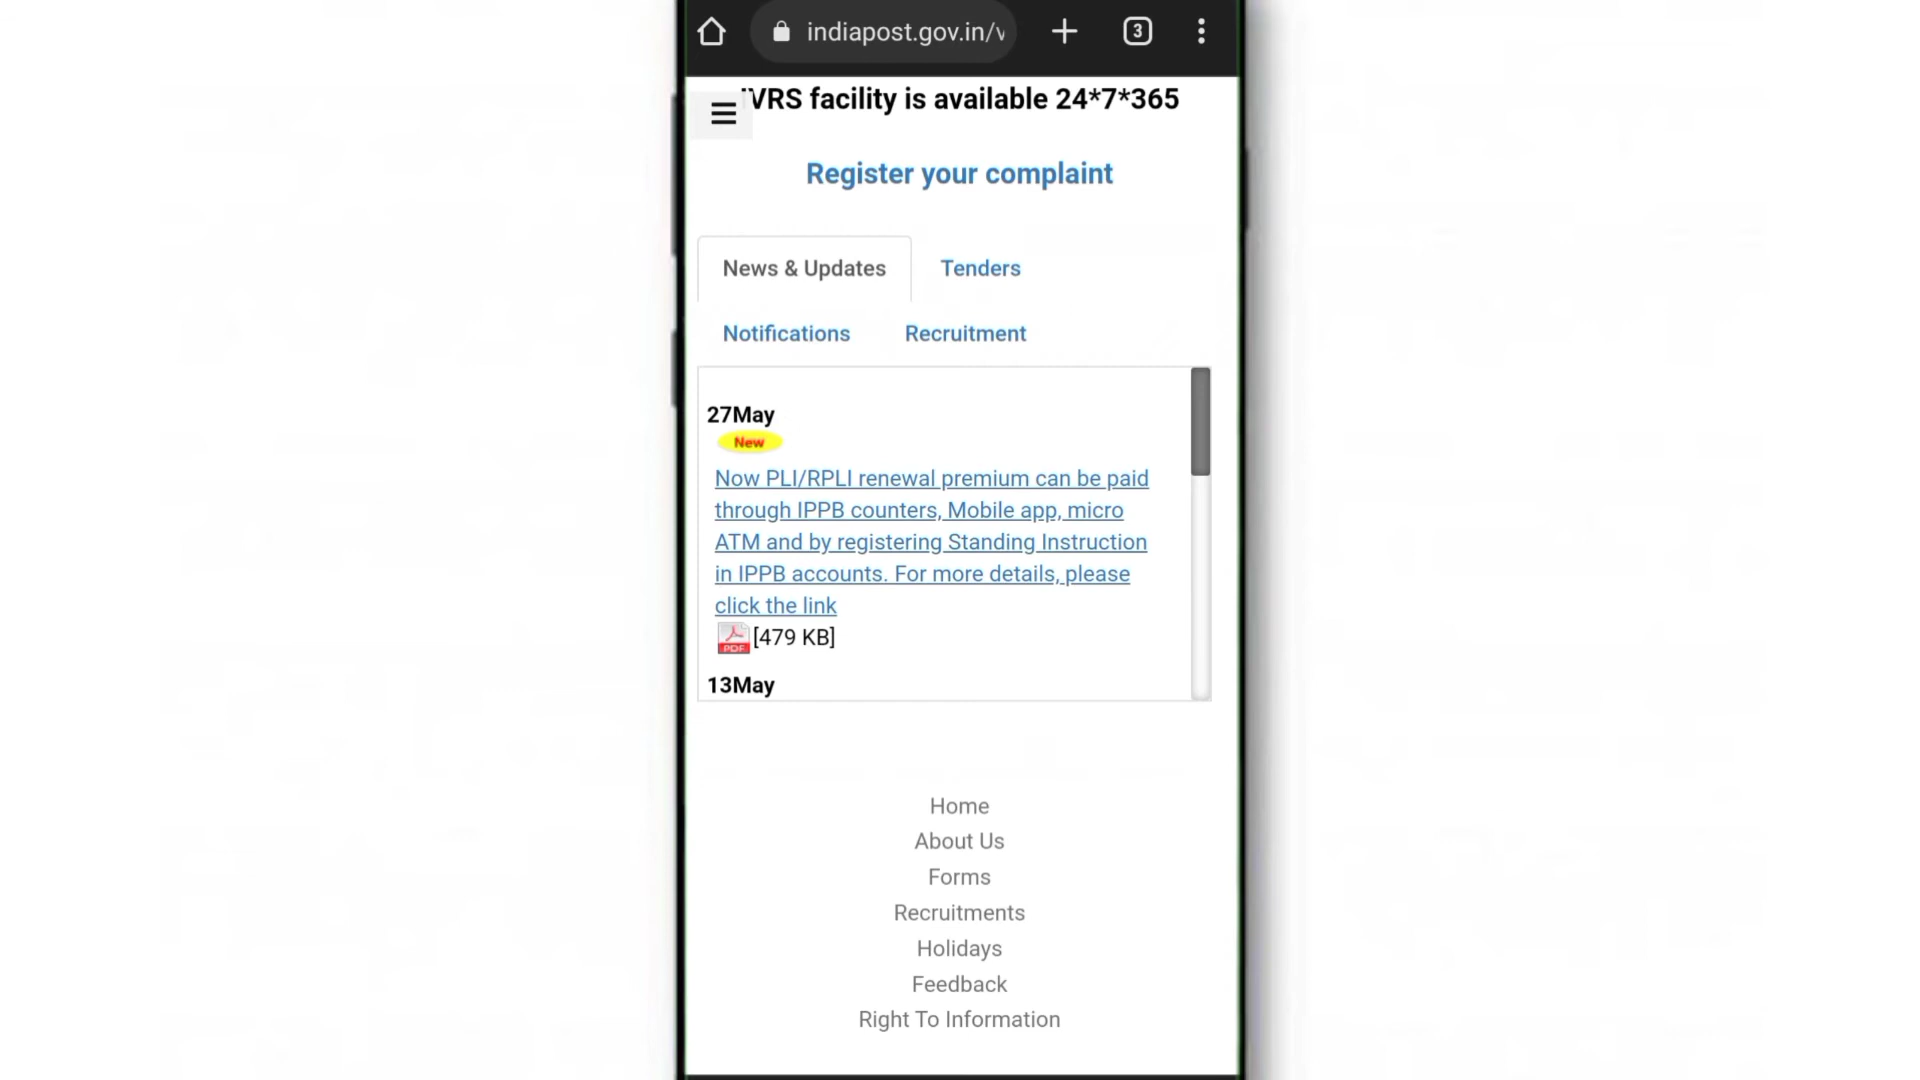 indiapost.gov.in/v
3
IVRS facility is available 24*7*365
Register your complaint
News & Updates
Tenders
Notifications
Recruitment
27May
New
Now PLI/RPLI renewal premium can be paid
through IPPB counters, Mobile app, micro
ATM and by registering Standing Instruction
in IPPB accounts. For more details, please
click the link
PDF [479 KB]
13May
Home
About Us
Forms
Recruitments
Holidays
Feedback
Right To Information